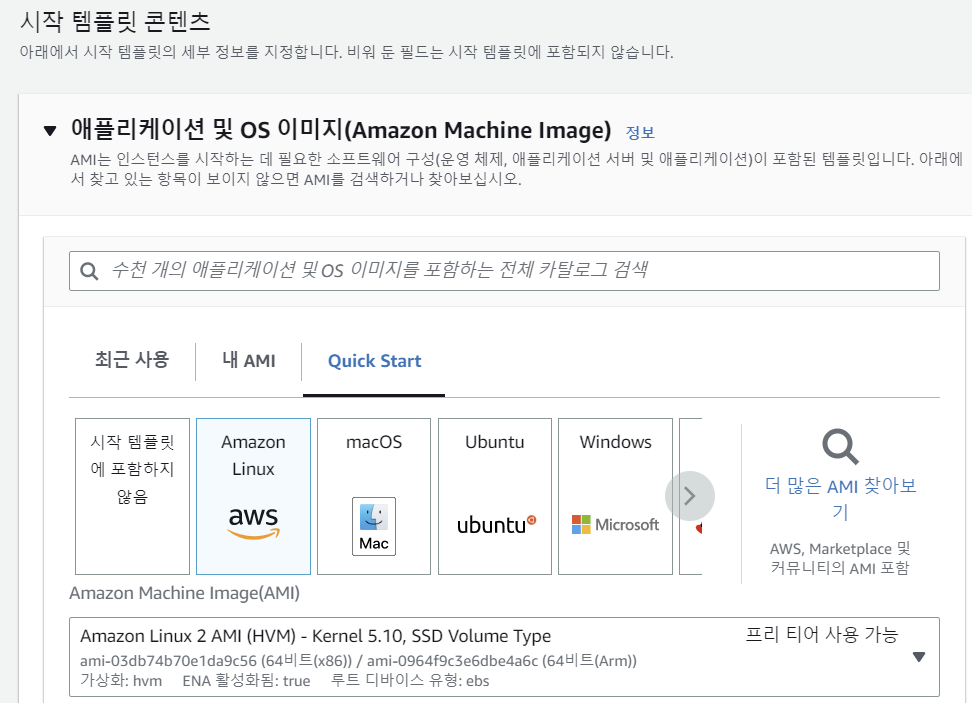 시작 템플릿 콘텐츠
아래에서 시작 템플릿의 세부 정보를 지정합니다. 비워 둔 필드는 시작 템플릿에 포함되지 않습니다.
애플리케이션 및 OS 이미지(Amazon Machine Image) 정보
AMI는 인스턴스를 시작하는 데 필요한 소프트웨어 구성(운영 체제, 애플리케이션 서버 및 애플리케이션)이 포함된 템플릿입니다. 아래에
서 찾고 있는 항목이 보이지 않으면 AMI를 검색하거나 찾아보십시오.
수천 개의 애플리케이션 및 OS 이미지를 포함하는 전체 카탈로그 검색
최근 사용
내 AMI
Quick Start
시작 템플릿
에 포함하지
않음
Amazon
Linux
aws
macOS
Mac
Ubuntu
ubuntu
Windows
Microsoft
더 많은 AMI 찾아보
기
AWS, Marketplace 및
커뮤니티의 AMI 포함
Amazon Machine Image(AMI)
Amazon Linux 2 AMI (HVM) - Kernel 5.10, SSD Volume Type
프리 티어 사용 가능
ami-03db74b70e1da9c56 (64비트(x86)) / ami-0964f9c3e6dbe4a6c (64비트(Arm))
가상화: hvm ENA 활성화됨: true 루트 디바이스 유형: ebs